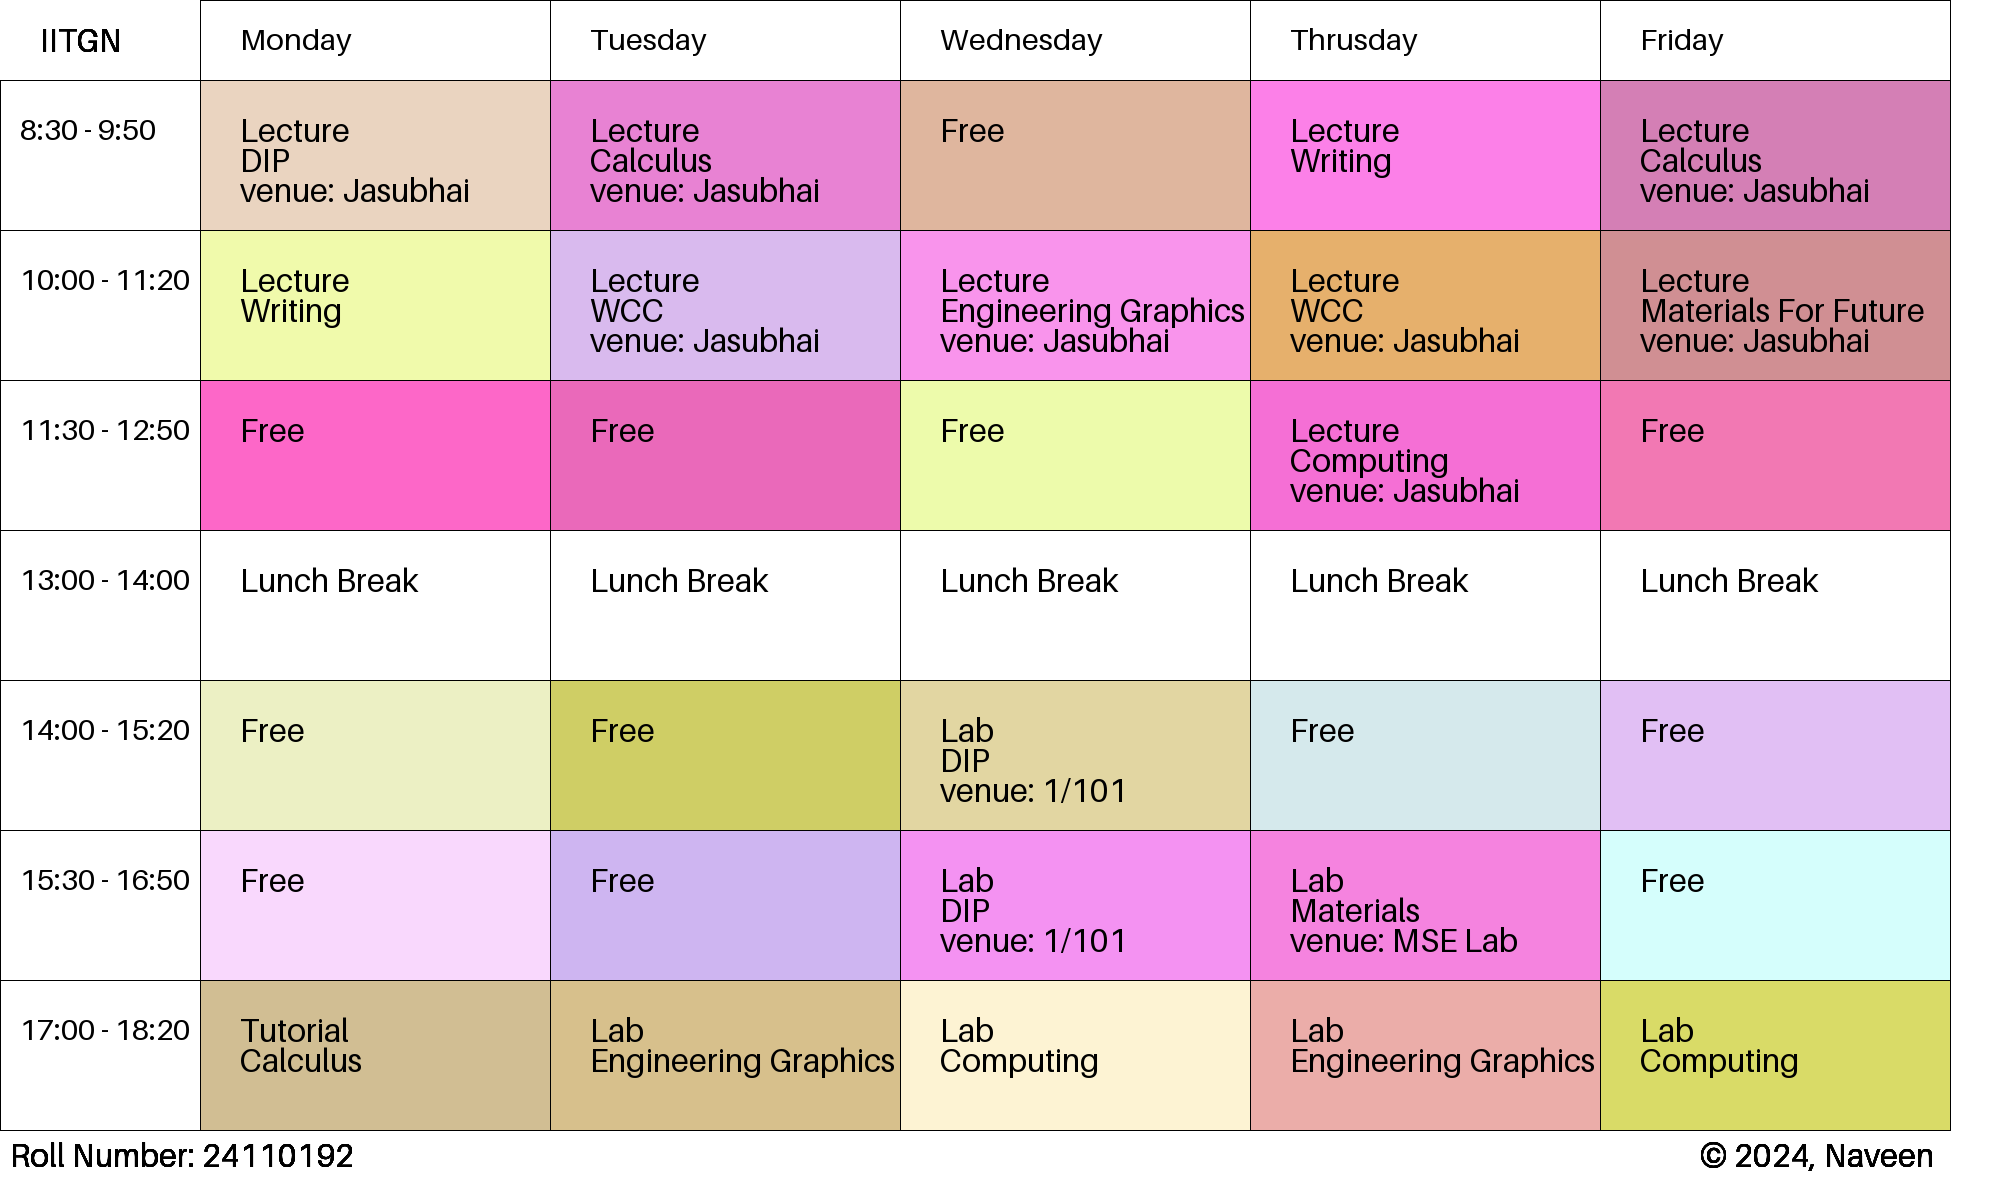 IITGN
Monday
Tuesday
Wednesday
Thrusday
Friday
8:30 - 9:50
Lecture
DIP
venue: Jasubhai
Lecture
Calculus
venue: Jasubhai
Free
Lecture
Writing
Lecture
Calculus
venue: Jasubhai
10:00 - 11:20
Lecture
Writing
Lecture
WCC
venue: Jasubhai
Lecture
Engineering Graphics
venue: Jasubhai
Lecture
WCC
venue: Jasubhai
Lecture
Materials For Future
venue: Jasubhai
11:30 - 12:50
Free
Free
Free
Lecture
Computing
venue: Jasubhai
Free
13:00 - 14:00
Lunch Break
Lunch Break
Lunch Break
Lunch Break
Lunch Break
14:00 - 15:20
Free
Free
Lab
DIP
venue: 1/101
Free
Free
15:30 - 16:50
Free
Free
Lab
DIP
venue: 1/101
Lab
Materials
venue: MSE Lab
Free
17:00 - 18:20
Tutorial
Calculus
Lab
Engineering Graphics
Lab
Computing
Lab
Engineering Graphics
Lab
Computing
Roll Number: 24110192
© 2024, Naveen